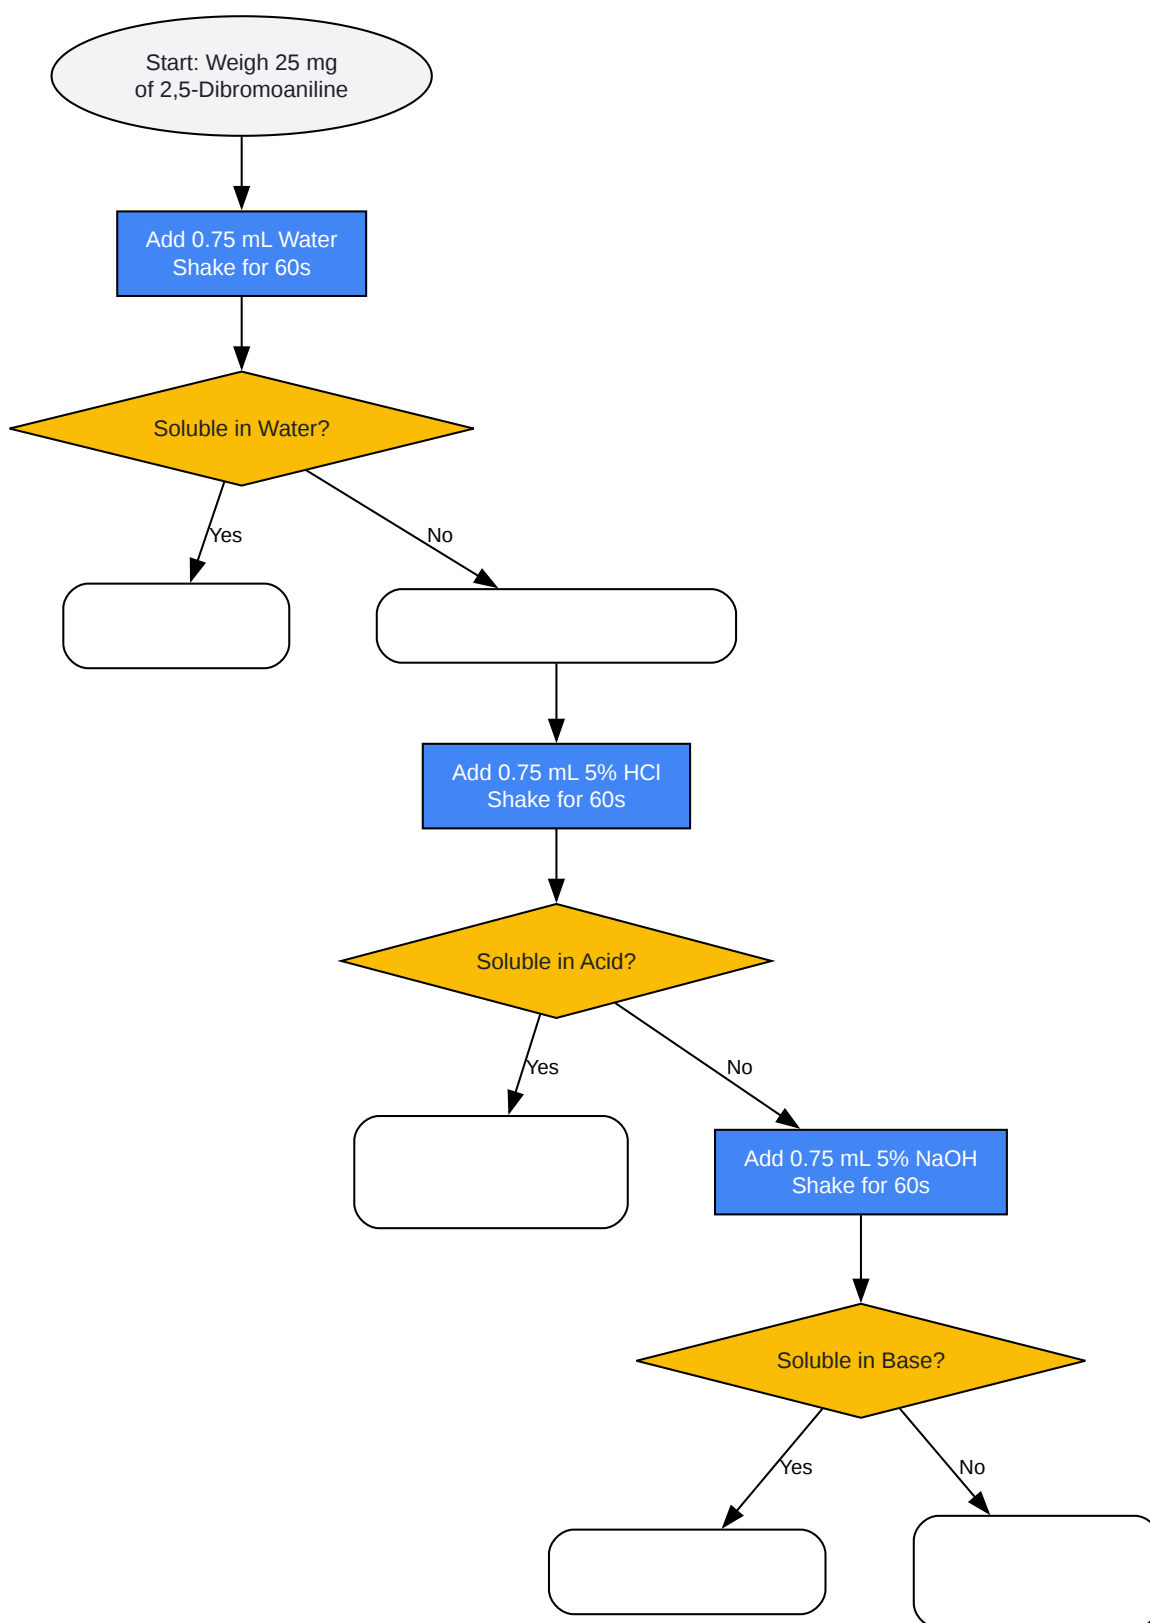 Start: Weigh 25 mg
of 2,5-Dibromoaniline
Add 0.75 mL Water
Shake for 60s
Soluble in Water?
Yes
No
Add 0.75 mL 5% HCl
Shake for 60s
Soluble in Acid?
Yes
No
Add 0.75 mL 5% NaOH
Shake for 60s
Soluble in Base?
Yes
No